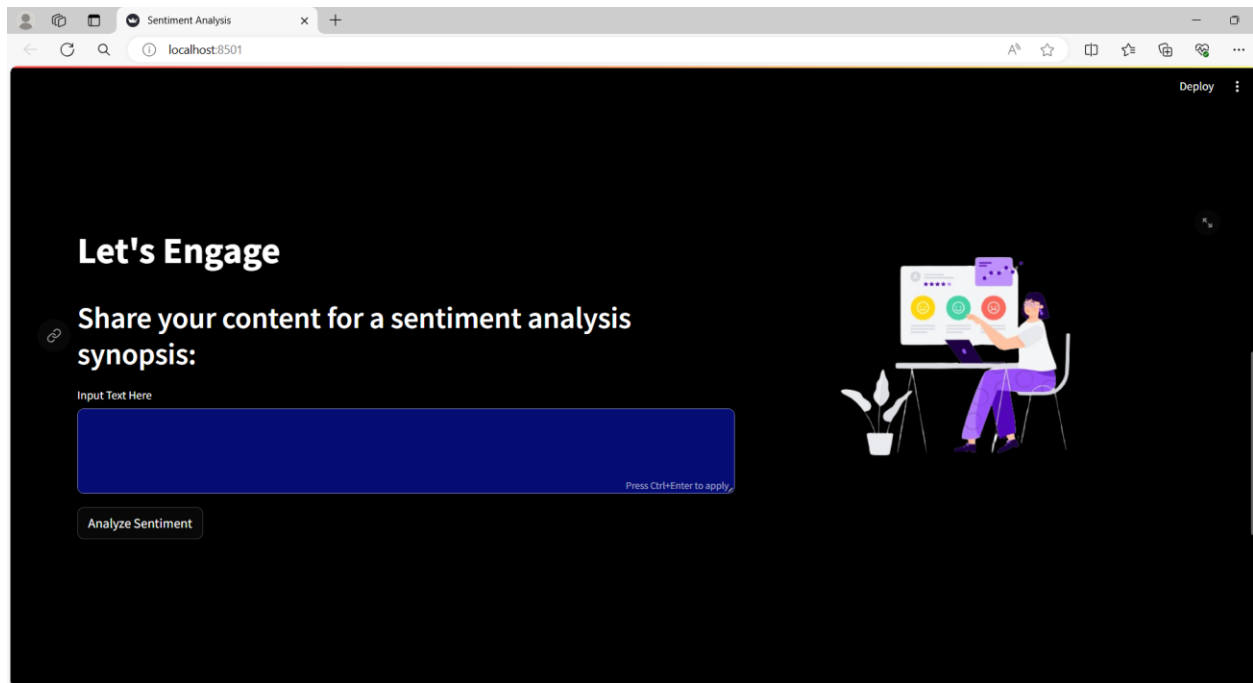 Sentiment Analysis
localhost:8501
Deploy
Let's Engage
Share your content for a sentiment analysis
synopsis:
Input Text Here
Press Ctrl+Enter to apply
Analyze Sentiment